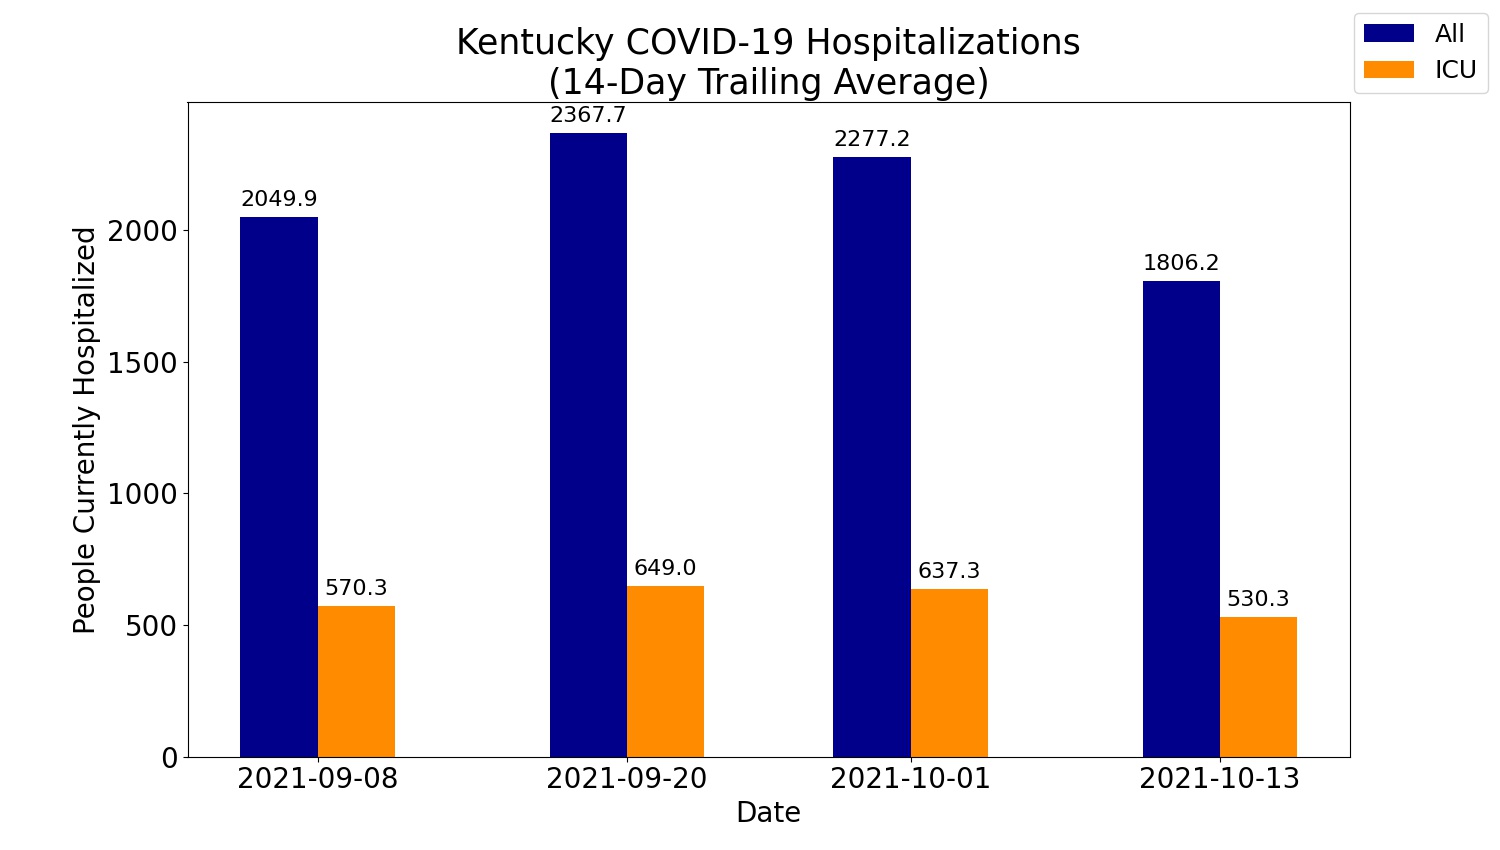 Kentucky COVID-19 Hospitalizations
(14-Day Trailing Average)
All
ICU
People Currently Hospitalized
2000
1500
1000
500
0
2049.9
570.3
2367.7
649.0
2277.2
637.3
1806.2
530.3
2021-09-08
2021-09-20
2021-10-01
2021-10-13
Date